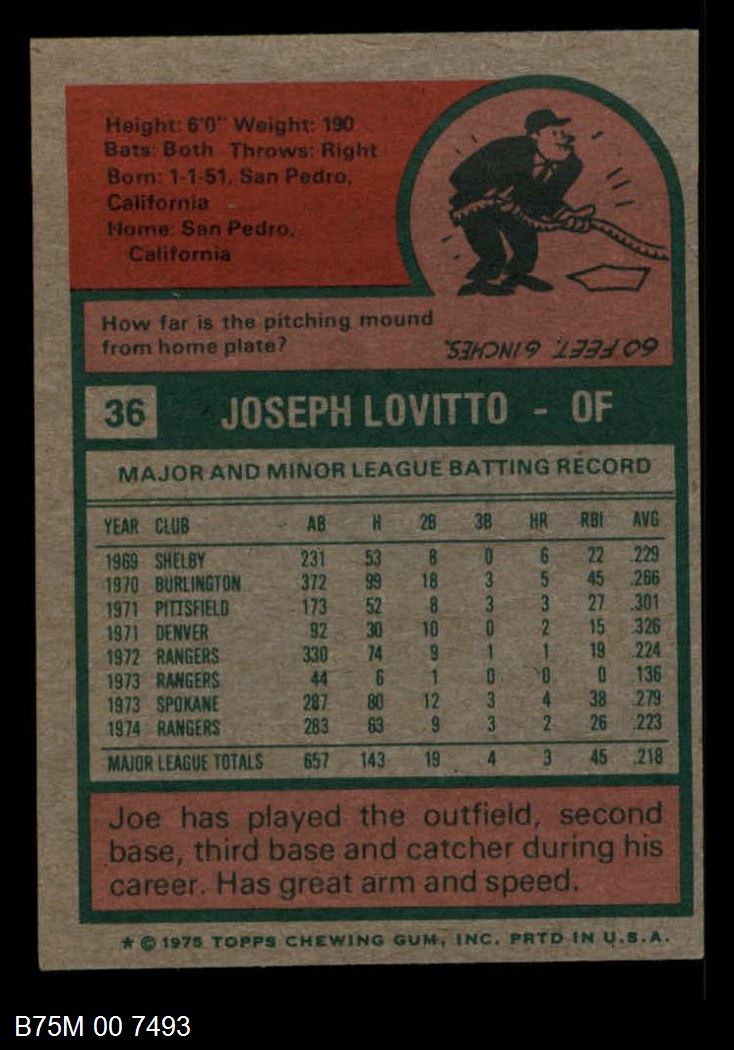 Height: 6'0" Weight: 190
Bats: Both Throws: Right
Born: 1-1-51, San Pedro,
California
Home: San Pedro,
California
How far is the pitching mound
from home plate?
60 FEET, 6 INCHES.
36 JOSEPH LOVITTO - OF
MAJOR AND MINOR LEAGUE BATTING RECORD
YEAR CLUB AB H 2B 3B HR RBI AVG
1969 SHELBY 231 53 8 0 6 22 .229
1970 BURLINGTON 372 99 18 3 5 45 .266
1971 PITTSFIELD 173 52 8 3 3 27 .301
1971 DENVER 92 30 10 0 2 15 .326
1972 RANGERS 330 74 9 1 1 19 .224
1973 RANGERS 44 6 1 0 0 0 .136
1973 SPOKANE 287 80 12 3 4 38 .279
1974 RANGERS 283 63 9 3 2 26 .223
MAJOR LEAGUE TOTALS 657 143 19 4 3 45 .218
Joe has played the outfield, second
base, third base and catcher during his
career. Has great arm and speed.
* © 1975 TOPPS CHEWING GUM, INC. PRTD IN U.S.A.
B75M 00 7493